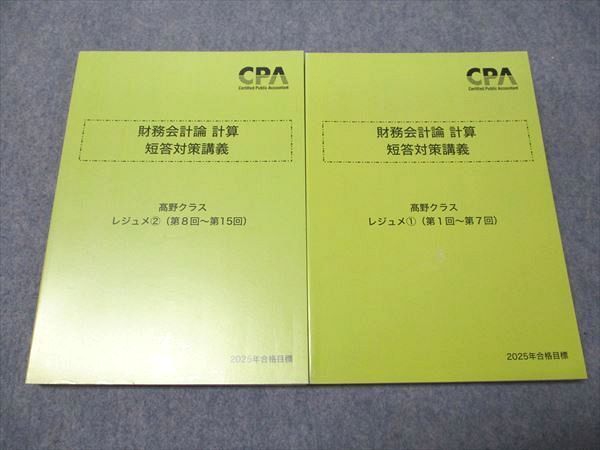 CPA
Certified Public Accountant
財務会計論 計算
短答対策講義
髙野クラス
レジュメ②（第８回～第15回）
2025年合格目標
CPA
Certified Public Accountant
財務会計論 計算
短答対策講義
髙野クラス
レジュメ①（第１回～第７回）
2025年合格目標